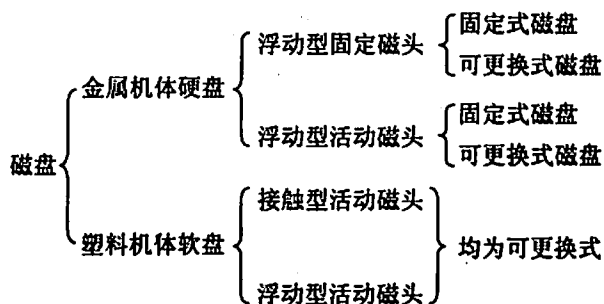 固定式磁盘
浮动型固定磁头
可更换式磁盘
金属机体硬盘
固定式磁盘
浮动型活动磁头
可更换式磁盘
磁盘
接触型活动磁头
塑料机体软盘
均为可更换式
浮动型活动磁头